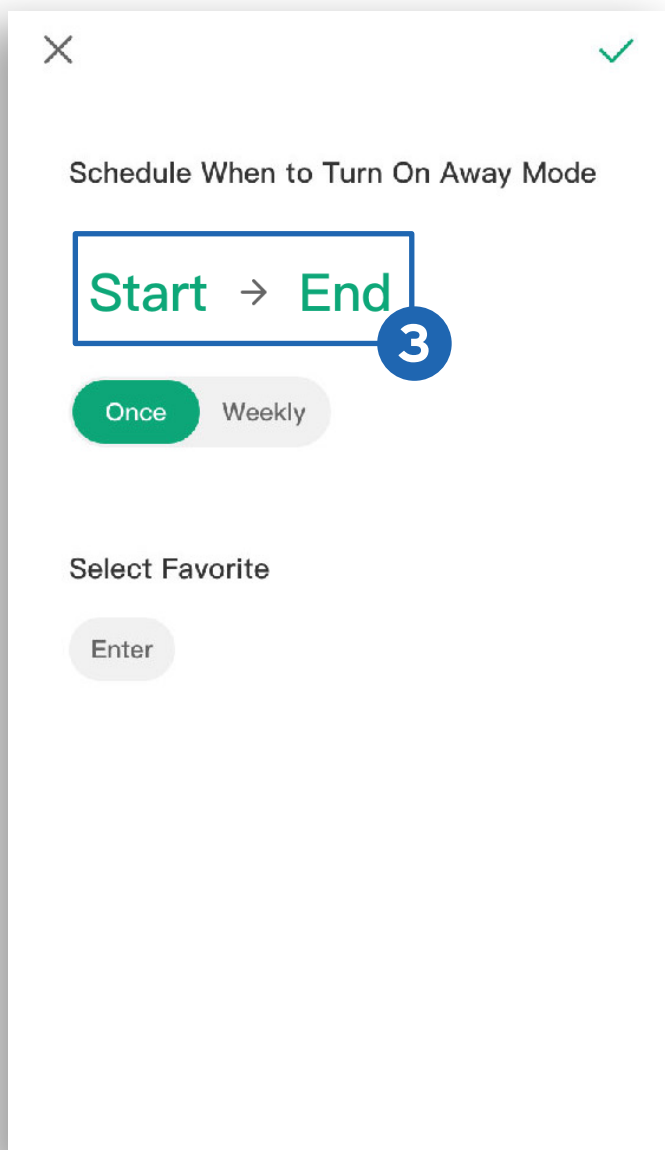 Schedule When to Turn On Away Mode
Start → End
3
Once Weekly
Select Favorite
Enter